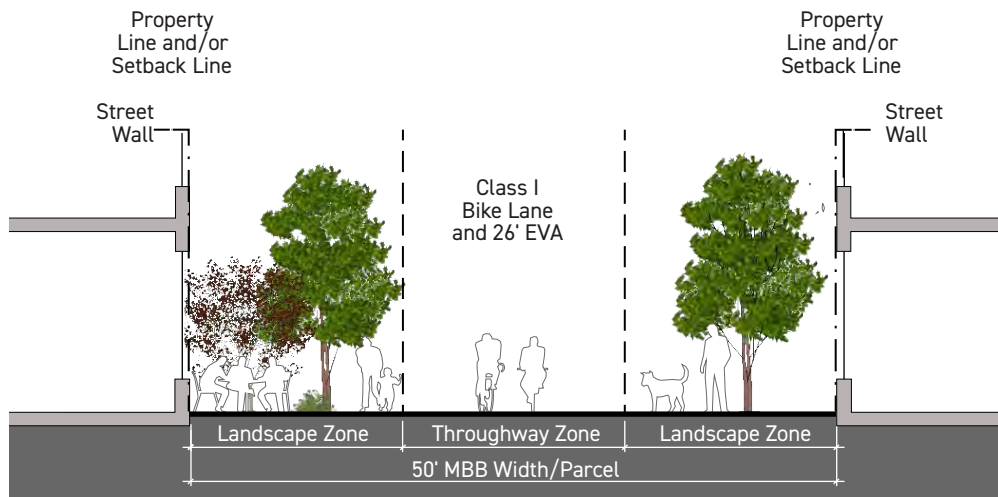 Property
Line and/or
Setback Line
Property
Line and/or
Setback Line
Street
Wall
Street
Wall
Class I
Bike Lane
and 26' EVA
Landscape Zone
Throughway Zone
Landscape Zone
50' MBB Width/Parcel